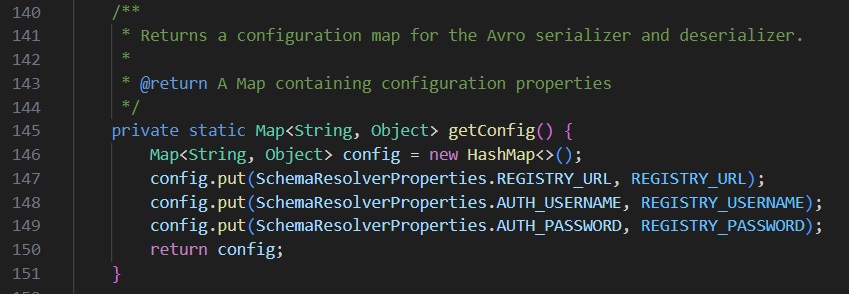 140 /**
141  * Returns a configuration map for the Avro serializer and deserializer.
142  *
143  * @return A Map containing configuration properties
144  */
145 private static Map<String, Object> getConfig() {
146     Map<String, Object> config = new HashMap<>();
147     config.put(SchemaResolverProperties.REGISTRY_URL, REGISTRY_URL);
148     config.put(SchemaResolverProperties.AUTH_USERNAME, REGISTRY_USERNAME);
149     config.put(SchemaResolverProperties.AUTH_PASSWORD, REGISTRY_PASSWORD);
150     return config;
151 }